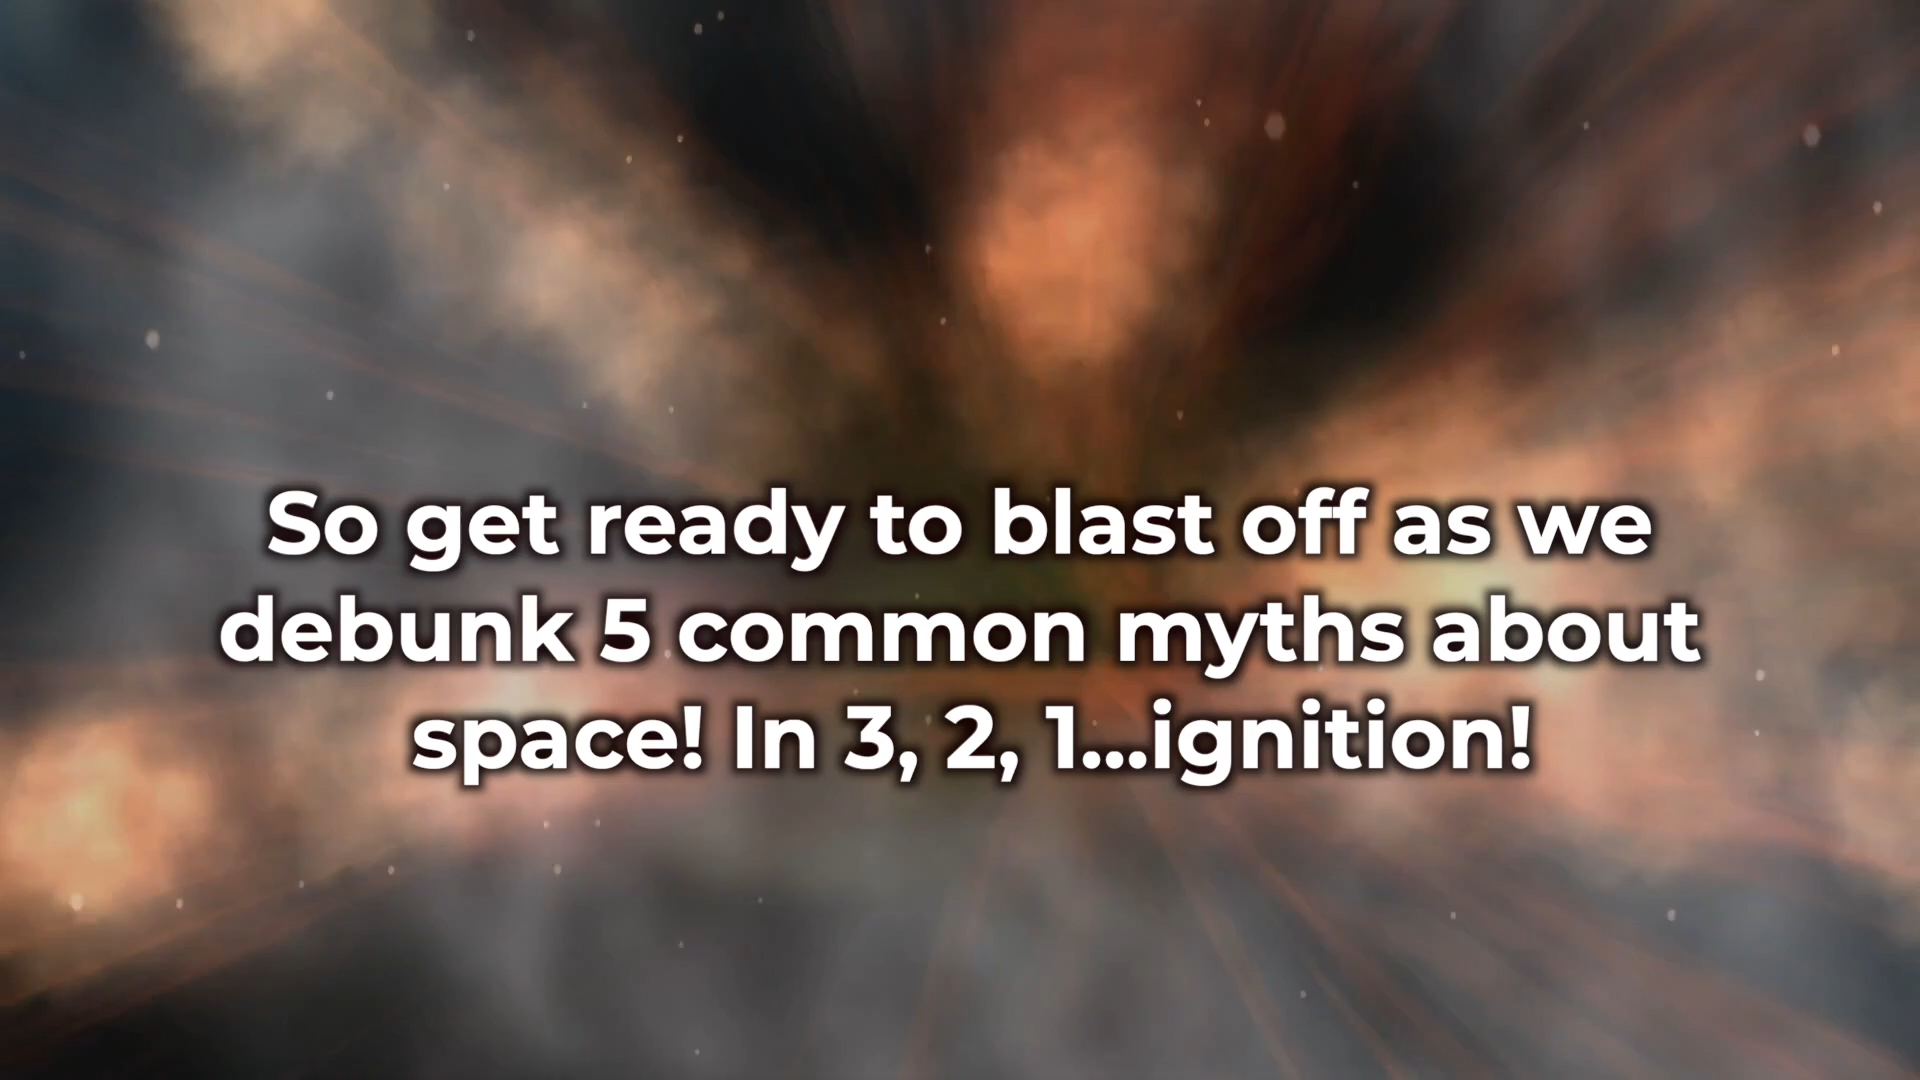 So get ready to blast off as we
debunk 5 common myths about
space! In 3, 2, 1...ignition!